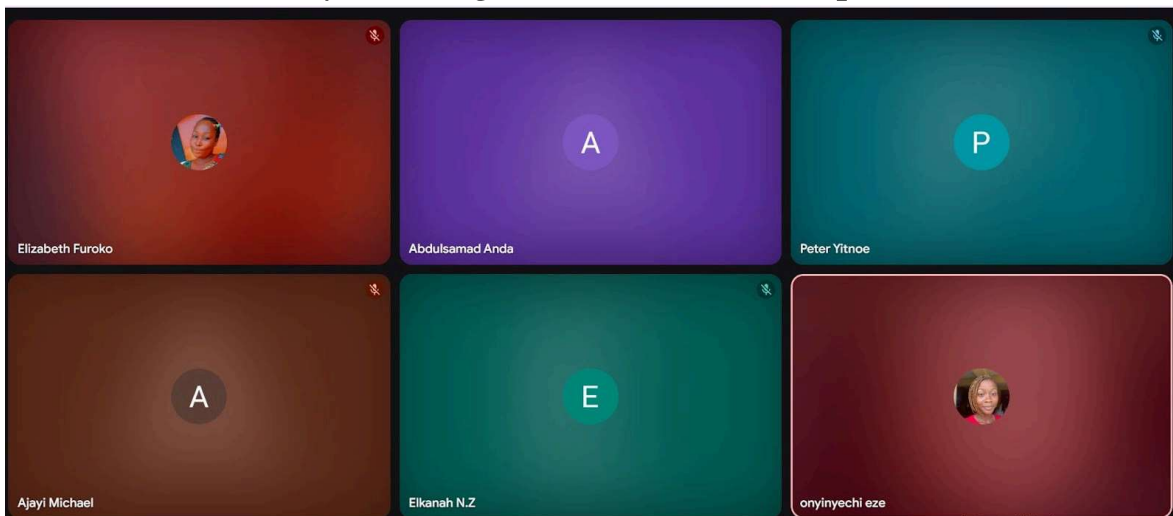 Elizabeth Furoko
A
Abdulsamad Anda
P
Peter Yitnoe
A
Ajayi Michael
E
Elkanah N.Z
onyinyechi eze